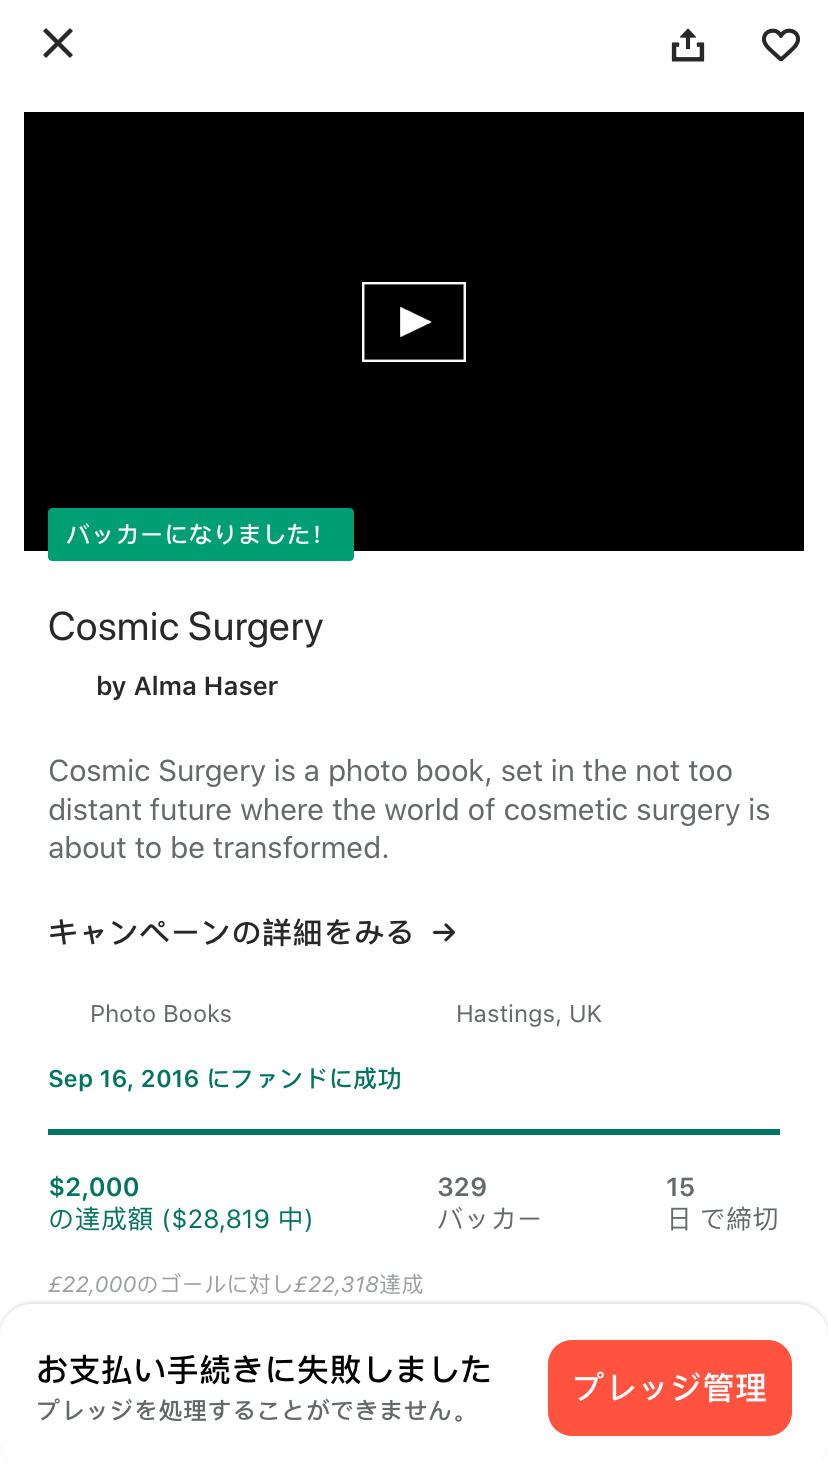 バッカーになりました！
Cosmic Surgery
by Alma Haser
Cosmic Surgery is a photo book, set in the not too
distant future where the world of cosmetic surgery is
about to be transformed.
キャンペーンの詳細をみる →
Photo Books
Hastings, UK
Sep 16, 2016 にファンドに成功
$2,000
の達成額 ($28,819 中)
329
バッカー
15
日 で締切
£22,000のゴールに対し£22,318達成
お支払い手続きに失敗しました
プレッジを処理することができません。
プレッジ管理